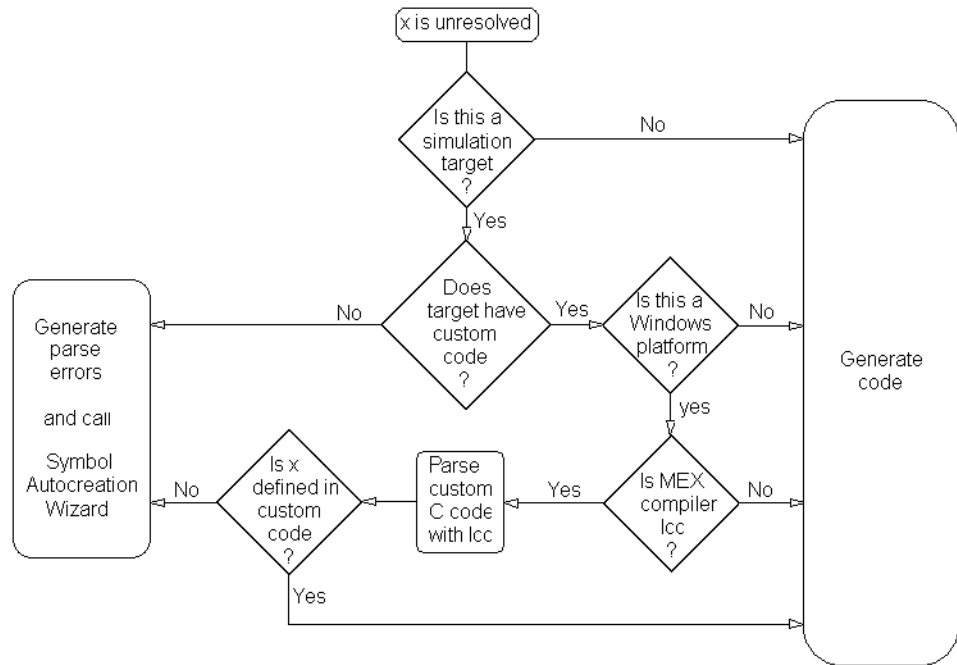 x is unresolved
Is this a
simulation
target
?
No
Yes
Does
target have
custom
code
?
No
Yes
Is this a
Windows
platform
?
No
yes
Generate
parse
errors
and call
Symbol
Autocreation
Wizard
Generate
code
Is MEX
compiler
lcc
?
No
Yes
Parse
custom
C code
with lcc
Is x
defined in
custom
code
?
No
Yes